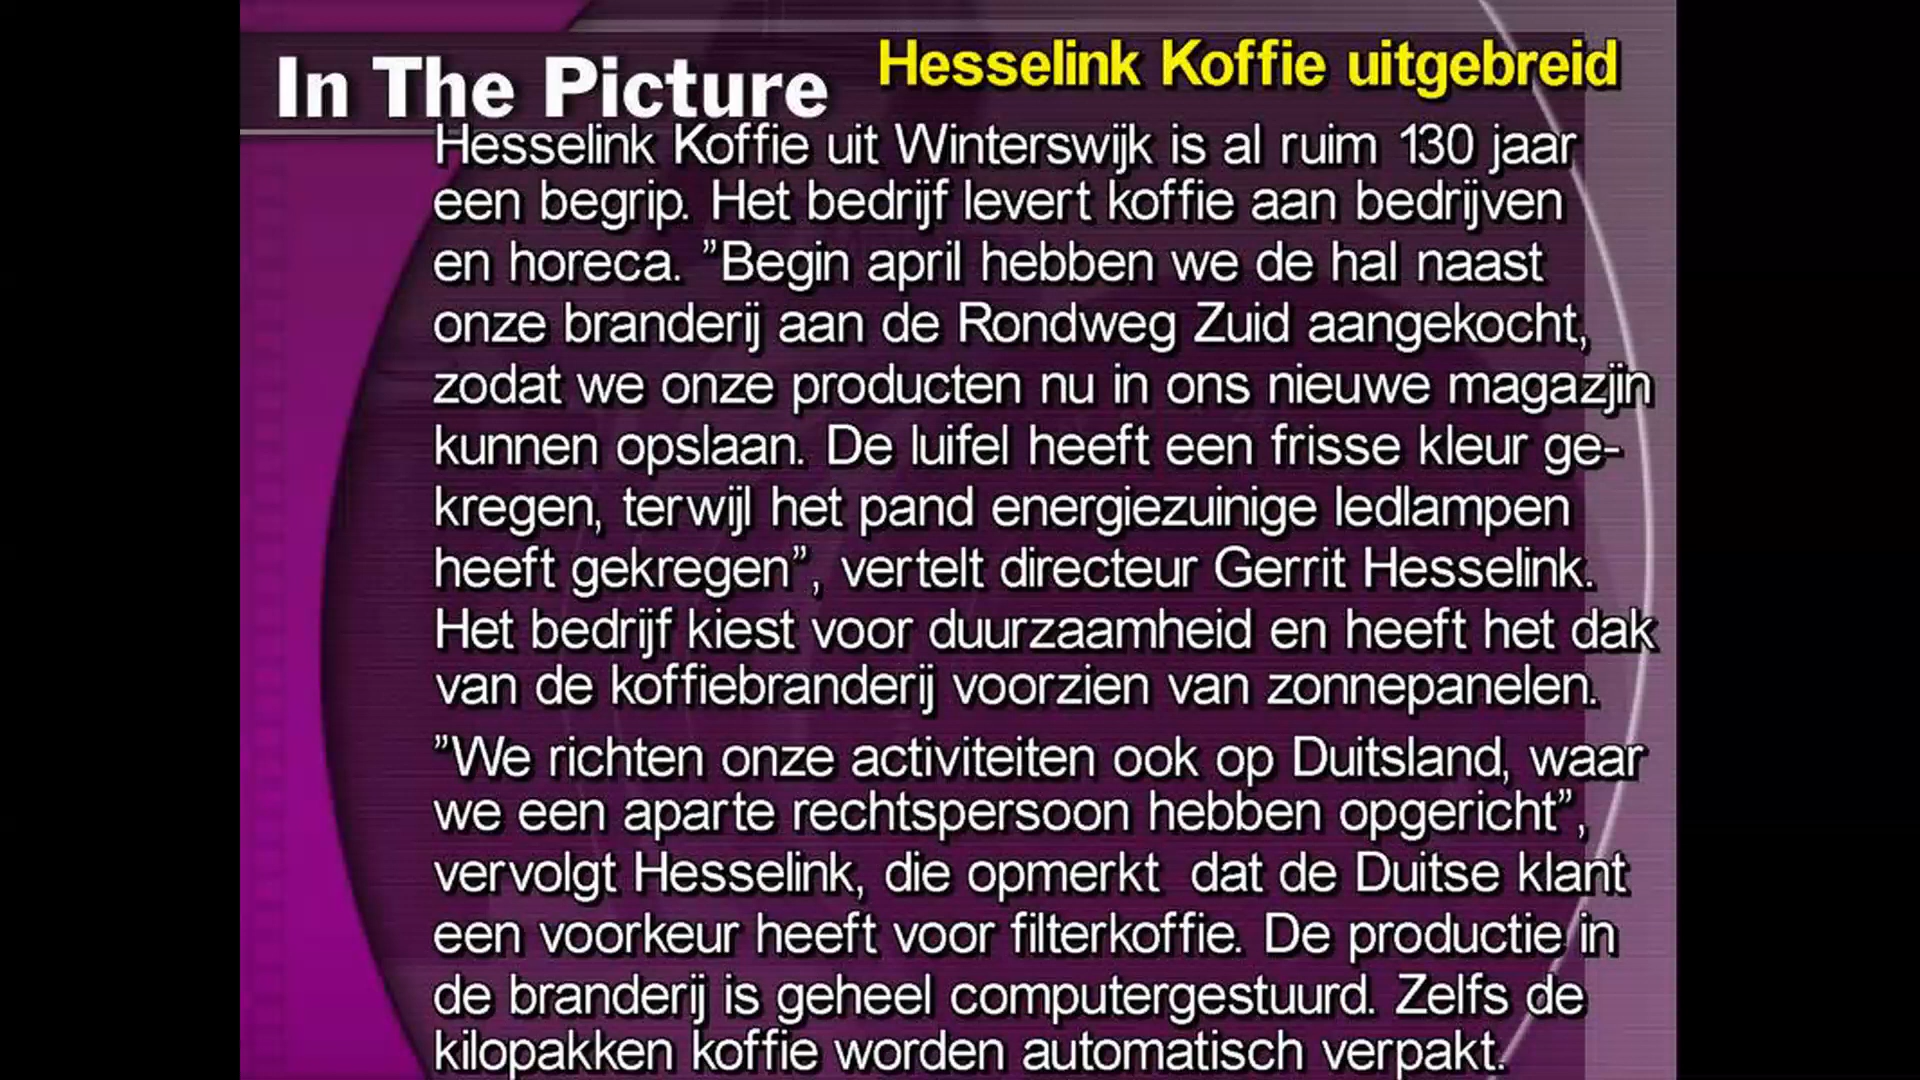 In The Picture
Hesselink Koffie uitgebreid
Hesselink Koffie uit Winterswijk is al ruim 130 jaar
een begrip. Het bedrijf levert koffie aan bedrijven
en horeca. ”Begin april hebben we de hal naast
onze branderij aan de Rondweg Zuid aangekocht,
zodat we onze producten nu in ons nieuwe magazjin
kunnen opslaan. De luifel heeft een frisse kleur ge-
kregen, terwijl het pand energiezuinige ledlampen
heeft gekregen”, vertelt directeur Gerrit Hesselink.
Het bedrijf kiest voor duurzaamheid en heeft het dak
van de koffiebranderij voorzien van zonnepanelen.
”We richten onze activiteiten ook op Duitsland, waar
we een aparte rechtspersoon hebben opgericht”,
vervolgt Hesselink, die opmerkt dat de Duitse klant
een voorkeur heeft voor filterkoffie. De productie in
de branderij is geheel computergestuurd. Zelfs de
kilopakken koffie worden automatisch verpakt.